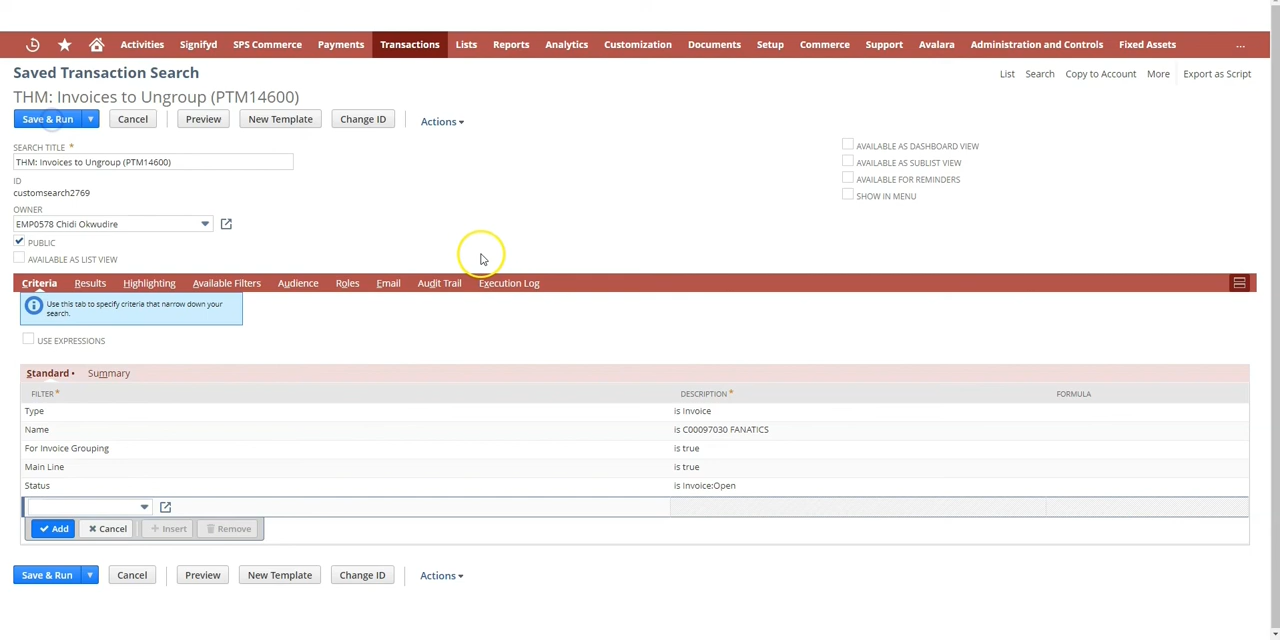 Activities Signifyd SPS Commerce Payments Transactions Lists Reports Analytics Customization Documents Setup Commerce Support Avalara Administration and Controls Fixed Assets ...
Saved Transaction Search
List Search Copy to Account More Export as Script
THM: Invoices to Ungroup (PTM14600)
Save & Run Cancel Preview New Template Change ID Actions
SEARCH TITLE *
AVAILABLE AS DASHBOARD VIEW
THM: Invoices to Ungroup (PTM14600)
AVAILABLE AS SUBLIST VIEW
ID
AVAILABLE FOR REMINDERS
customsearch2769
SHOW IN MENU
OWNER
EMP0578 Chidi Okwudire
PUBLIC
AVAILABLE AS LIST VIEW
Criteria Results Highlighting Available Filters Audience Roles Email Audit Trail Execution Log
Use this tab to specify criteria that narrow down your
search.
USE EXPRESSIONS
Standard • Summary
FILTER * DESCRIPTION * FORMULA
Type is Invoice
Name is C00097030 FANATICS
For Invoice Grouping is true
Main Line is true
Status is Invoice:Open
Add Cancel Insert Remove
Save & Run Cancel Preview New Template Change ID Actions